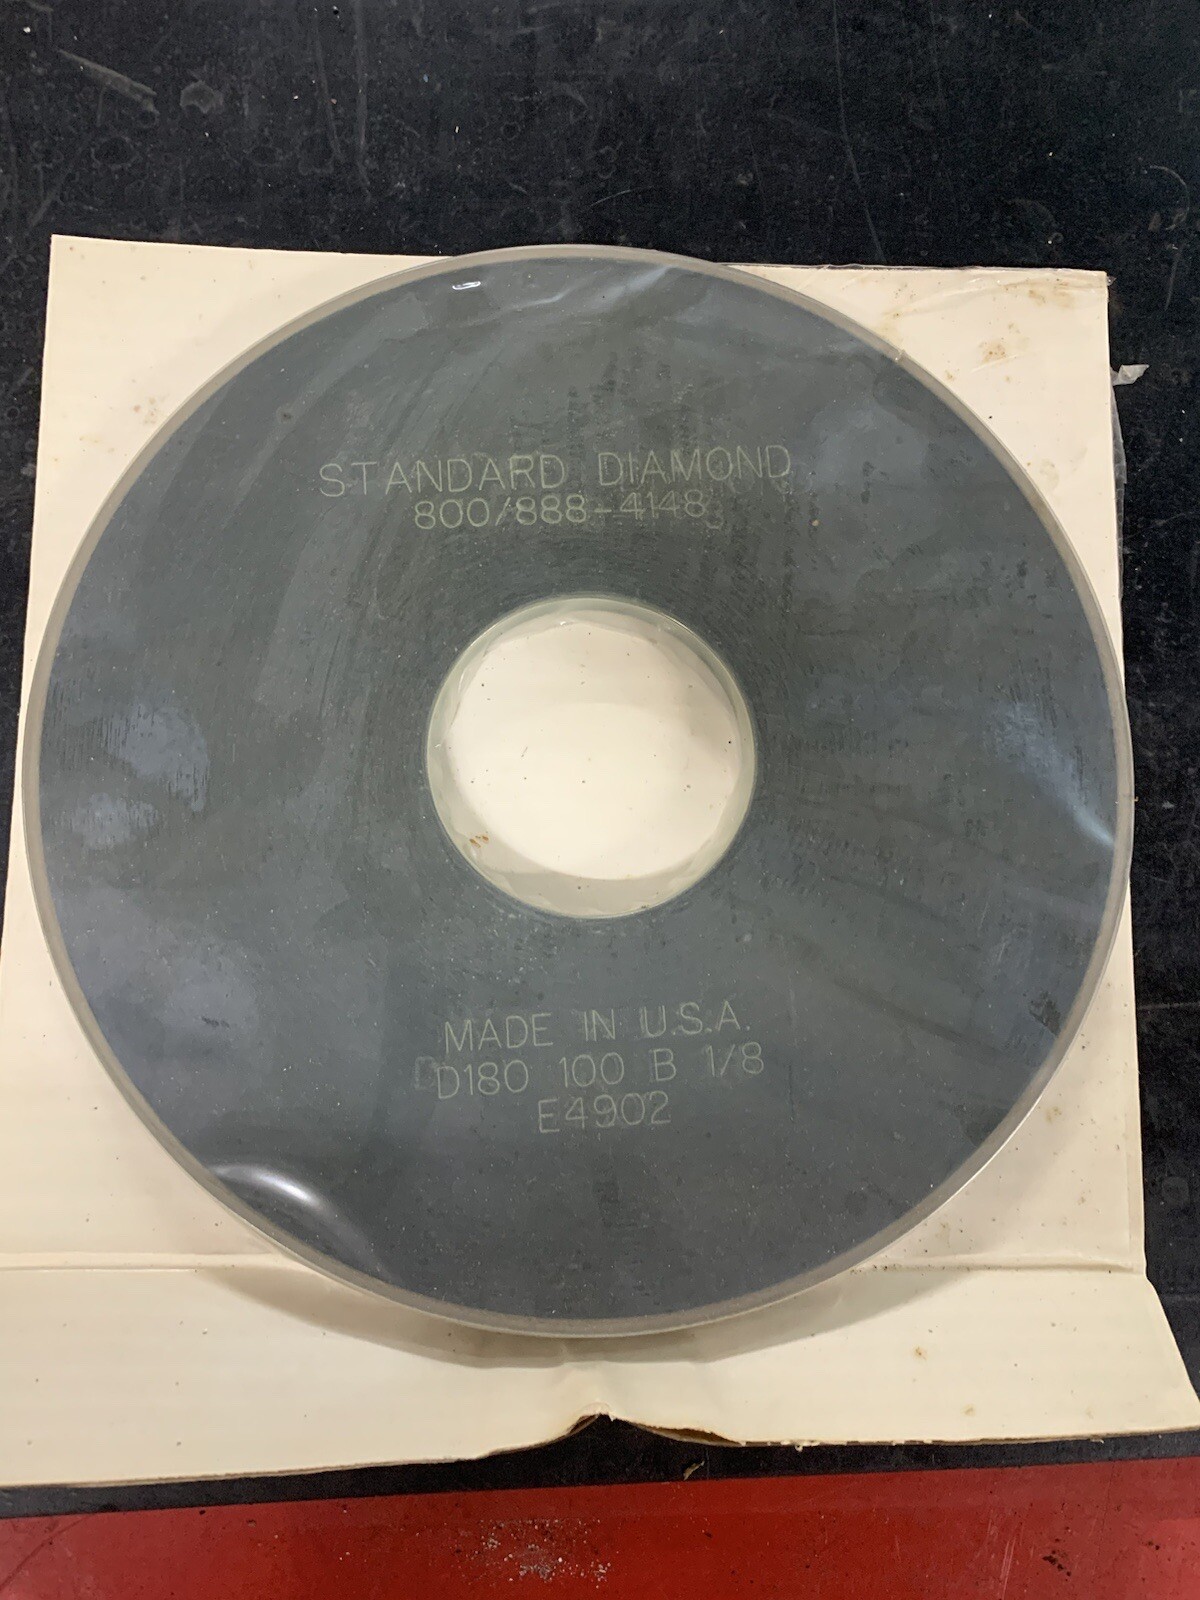 STANDARD DIAMOND
800/888-4148
MADE IN U.S.A.
D180 100 B 1/8
E4902